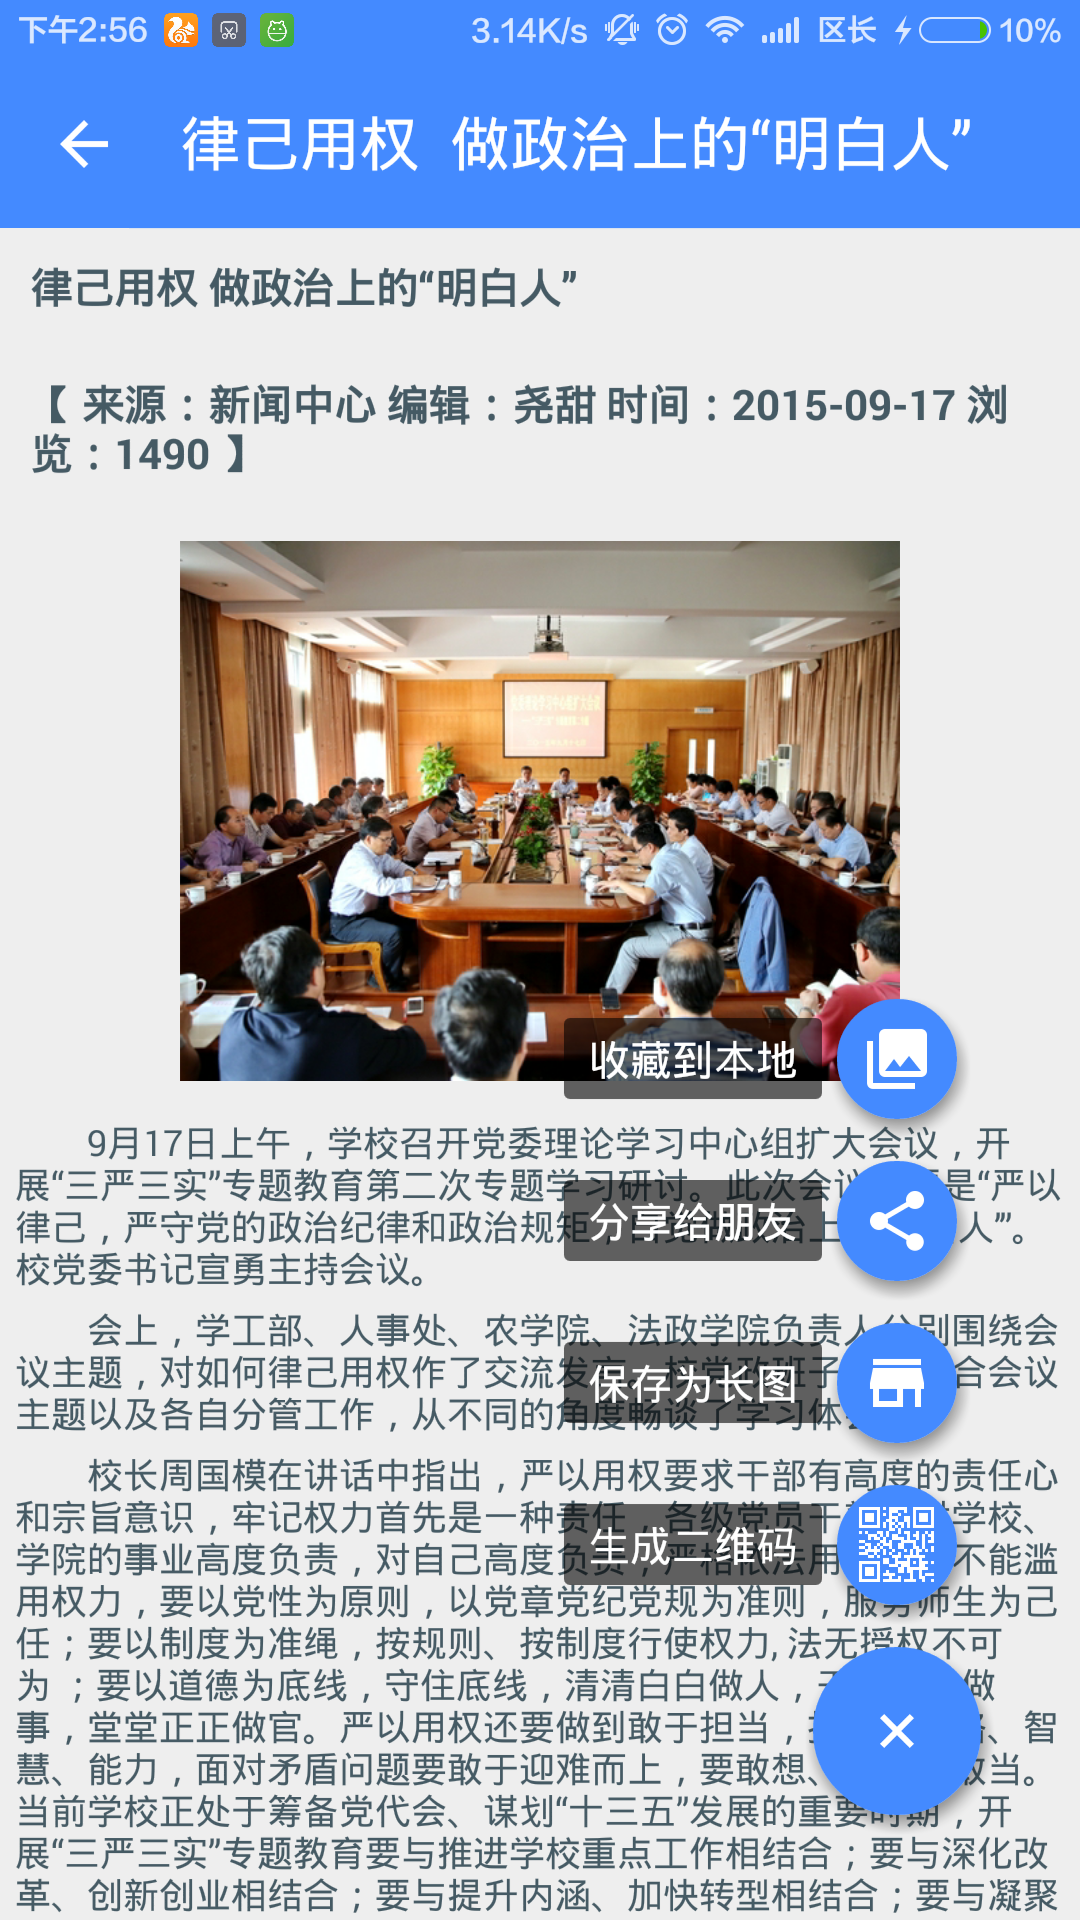 下午2:56 3.14K/s 区长 10%
律己用权 做政治上的“明白人”
律己用权 做政治上的“明白人”
【 来源：新闻中心 编辑：尧甜 时间：2015-09-17 浏
览：1490 】
收藏到本地
9月17日上午，学校召开党委理论学习中心组扩大会议，开
展“三严三实”专题教育第二次专题学习研讨。此次会议 是“严以
律己，严守党的政治纪律和政治规矩， 上 人”’。
分享给朋友
校党委书记宣勇主持会议。
会上，学工部、人事处、农学院、法政学院负责人分别围绕会
议主题，对如何律己用权作了交流发言。校党政班子 合会议
保存为长图
主题以及各自分管工作，从不同的角度畅谈了学习体会
校长周国模在讲话中指出，严以用权要求干部有高度的责任心
和宗旨意识，牢记权力首先是一种责任 各级党员干 学校、
生成二维码
学院的事业高度负责，对自己高度负责，严格依法用 不能滥
用权力，要以党性为原则，以党章党纪党规为准则，服务师生为己
任；要以制度为准绳，按规则、按制度行使权力,法无授权不可
为 ；要以道德为底线，守住底线，清清白白做人， 做
事，堂堂正正做官。严以用权还要做到敢于担当， 、智
慧、能力，面对矛盾问题要敢于迎难而上，要敢想、 敢当。
当前学校正处于筹备党代会、谋划“十三五”发展的重要时期，开
展“三严三实”专题教育要与推进学校重点工作相结合；要与深化改
革、创新创业相结合；要与提升内涵、加快转型相结合；要与凝聚